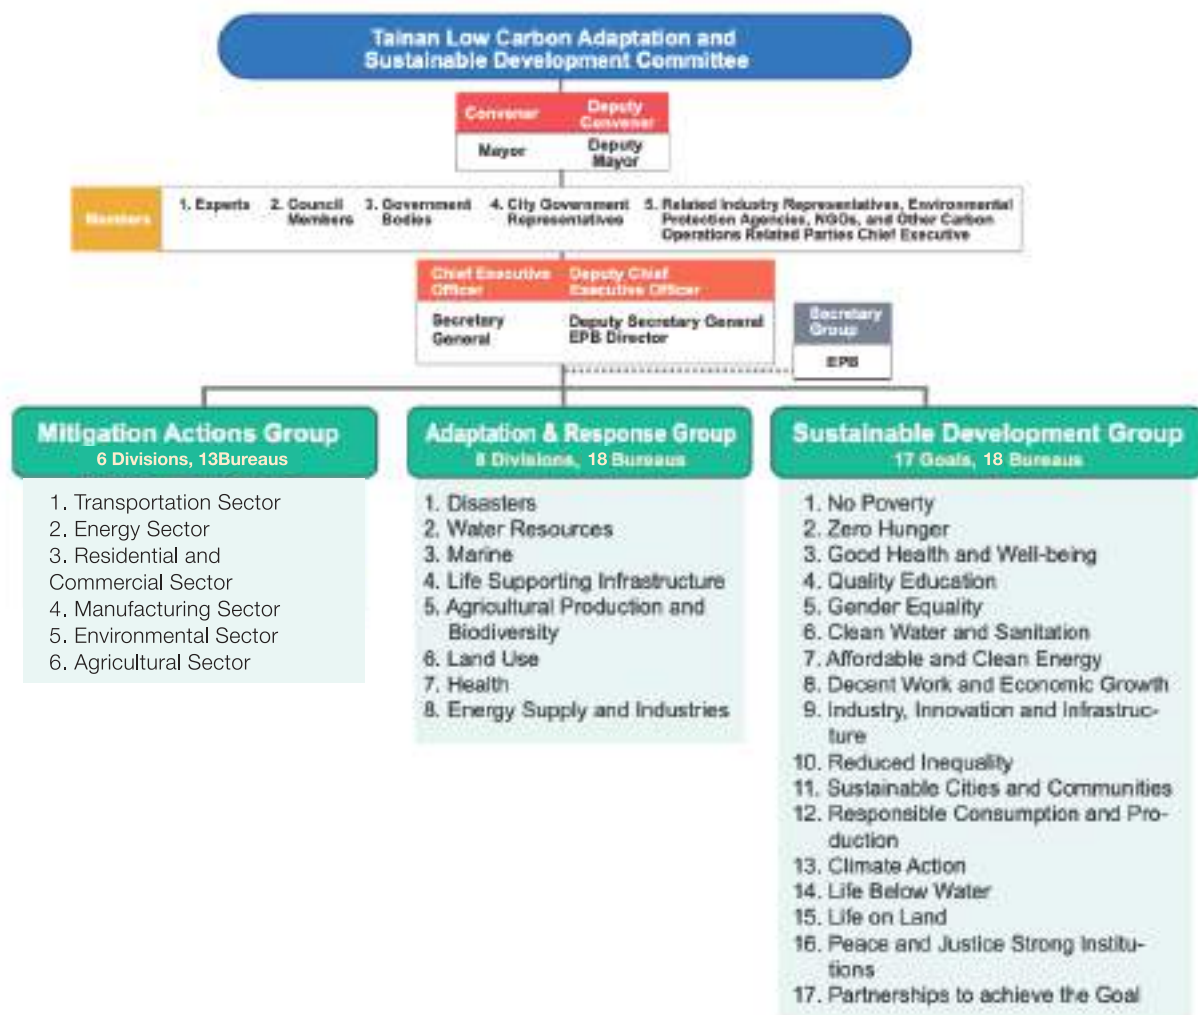 Tainan Low Carbon Adaptation and
Sustainable Development Committee
Convener
Deputy
Convener
Mayor
Deputy
Mayor
Members
1. Experts
2. Council
Members
3. Government
Bodies
4. City Government
Representatives
5. Related Industry Representatives, Environmental
Protection Agencies, NGOs, and Other Carbon
Operations Related Parties Chief Executive
Chief Executive
Officer
Deputy Chief
Executive Officer
Secretary
General
Deputy Secretary General
EPB Director
Secretary
Group
EPB
Mitigation Actions Group
6 Divisions, 13Bureaus
1. Transportation Sector
2. Energy Sector
3. Residential and
Commercial Sector
4. Manufacturing Sector
5. Environmental Sector
6. Agricultural Sector
Adaptation & Response Group
8 Divisions, 18 Bureaus
1. Disasters
2. Water Resources
3. Marine
4. Life Supporting Infrastructure
5. Agricultural Production and
Biodiversity
6. Land Use
7. Health
8. Energy Supply and Industries
Sustainable Development Group
17 Goals, 18 Bureaus
1. No Poverty
2. Zero Hunger
3. Good Health and Well-being
4. Quality Education
5. Gender Equality
6. Clean Water and Sanitation
7. Affordable and Clean Energy
8. Decent Work and Economic Growth
9. Industry, Innovation and Infrastruc-
ture
10. Reduced Inequality
11. Sustainable Cities and Communities
12. Responsible Consumption and Pro-
duction
13. Climate Action
14. Life Below Water
15. Life on Land
16. Peace and Justice Strong Institu-
tions
17. Partnerships to achieve the Goal